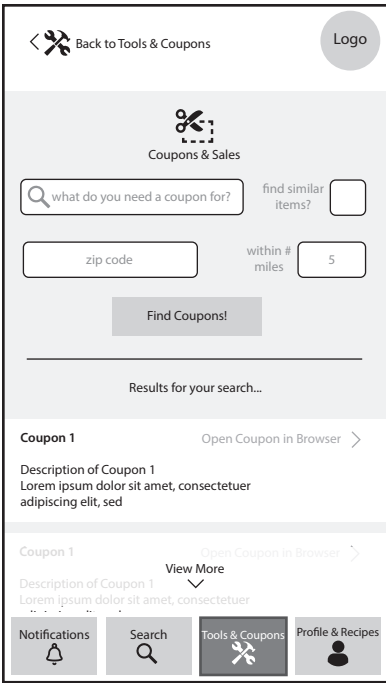 Back to Tools & Coupons
Logo
Coupons & Sales
what do you need a coupon for?
find similar
items?
zip code
within #
miles
5
Find Coupons!
Results for your search...
Coupon 1
Open Coupon in Browser
Description of Coupon 1
Lorem ipsum dolor sit amet, consectetuer
adipiscing elit, sed
Coupon 1
Open Coupon in Browser
View More
Description of Coupon 1
Lorem ipsum dolor sit amet, consectetuer
Notifications
Search
Tools & Coupons
Profile & Recipes